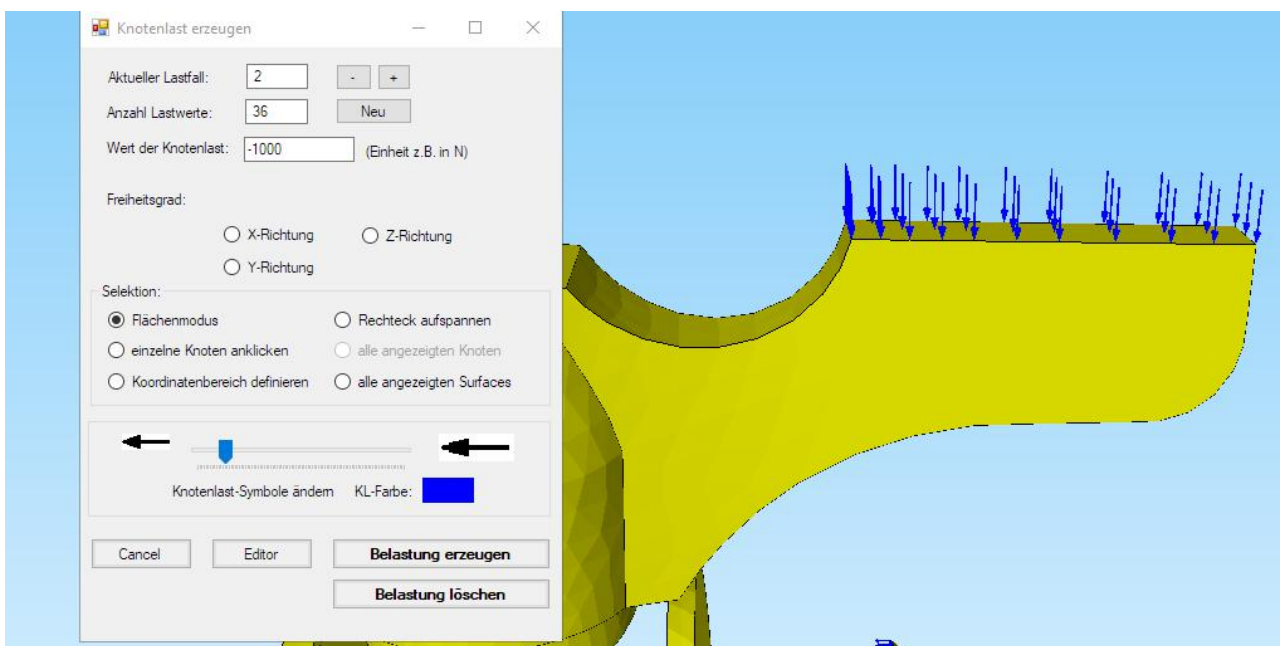 Knotenlast erzeugen
Aktueller Lastfall: 2 - +
Anzahl Lastwerte: 36 Neu
Wert der Knotenlast: -1000 (Einheit z.B. in N)
Freiheitsgrad:
X-Richtung Z-Richtung
Y-Richtung
Selektion:
Flächenmodus Rechteck aufspannen
einzelne Knoten anklicken alle angezeigten Knoten
Koordinatenbereich definieren alle angezeigten Surfaces
Knotenlast-Symbole ändern KL-Farbe:
Cancel Editor Belastung erzeugen
Belastung löschen